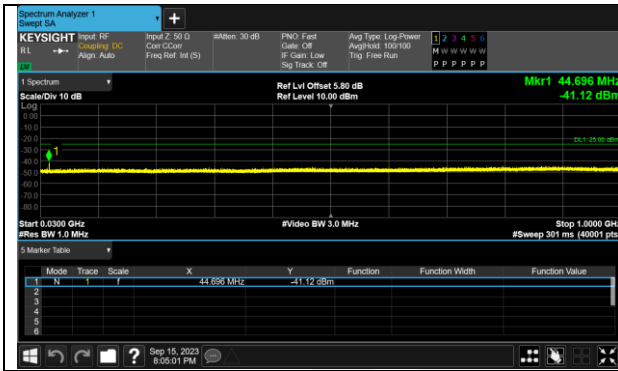 Spectrum Analyzer 1
Swept SA
KEYSIGHT
RL
Input: RF
Coupling: DC
Align: Auto
Input Z: 50 Ω
Corr CCorr
Freq Ref: Int (S)
#Atten: 30 dB
PNO: Fast
Gate: Off
IF Gain: Low
Sig Track: Off
Avg Type: Log-Power
Avg|Hold: 100/100
Trig: Free Run
1 2 3 4 5 6
M W W W W W
P P P P P P
1 Spectrum
Scale/Div 10 dB
Ref Lvl Offset 5.80 dB
Ref Level 10.00 dBm
Mkr1 44.696 MHz
-41.12 dBm
Log
0.00
-10.0
-20.0
DL1 -25.00 dBm
-30.0
1
-40.0
-50.0
-60.0
-70.0
-80.0
Start 0.0300 GHz
#Video BW 3.0 MHz
Stop 1.0000 GHz
#Res BW 1.0 MHz
#Sweep 301 ms (40001 pts)
5 Marker Table
Mode Trace Scale X Y Function Function Width Function Value
1 N 1 f 44.696 MHz -41.12 dBm
2
3
4
5
6
? Sep 15, 2023
8:05:01 PM